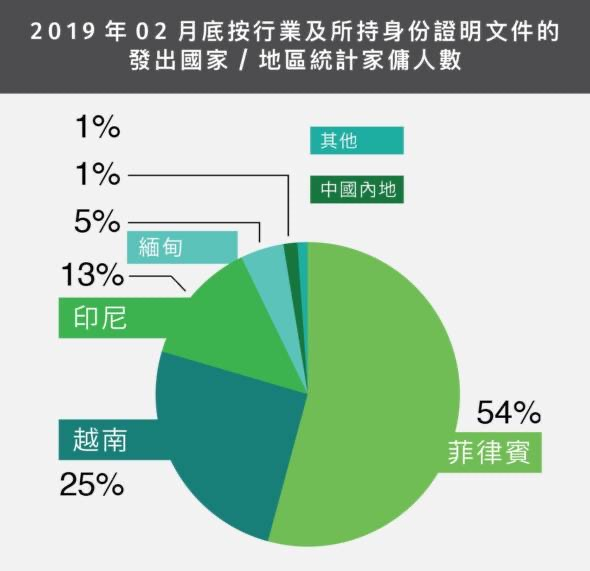 2019 年 02 月底按行業及所持身份證明文件的
發出國家 / 地區統計家傭人數
1%
其他
1%
中國內地
5%
緬甸
13%
印尼
54%
越南
菲律賓
25%